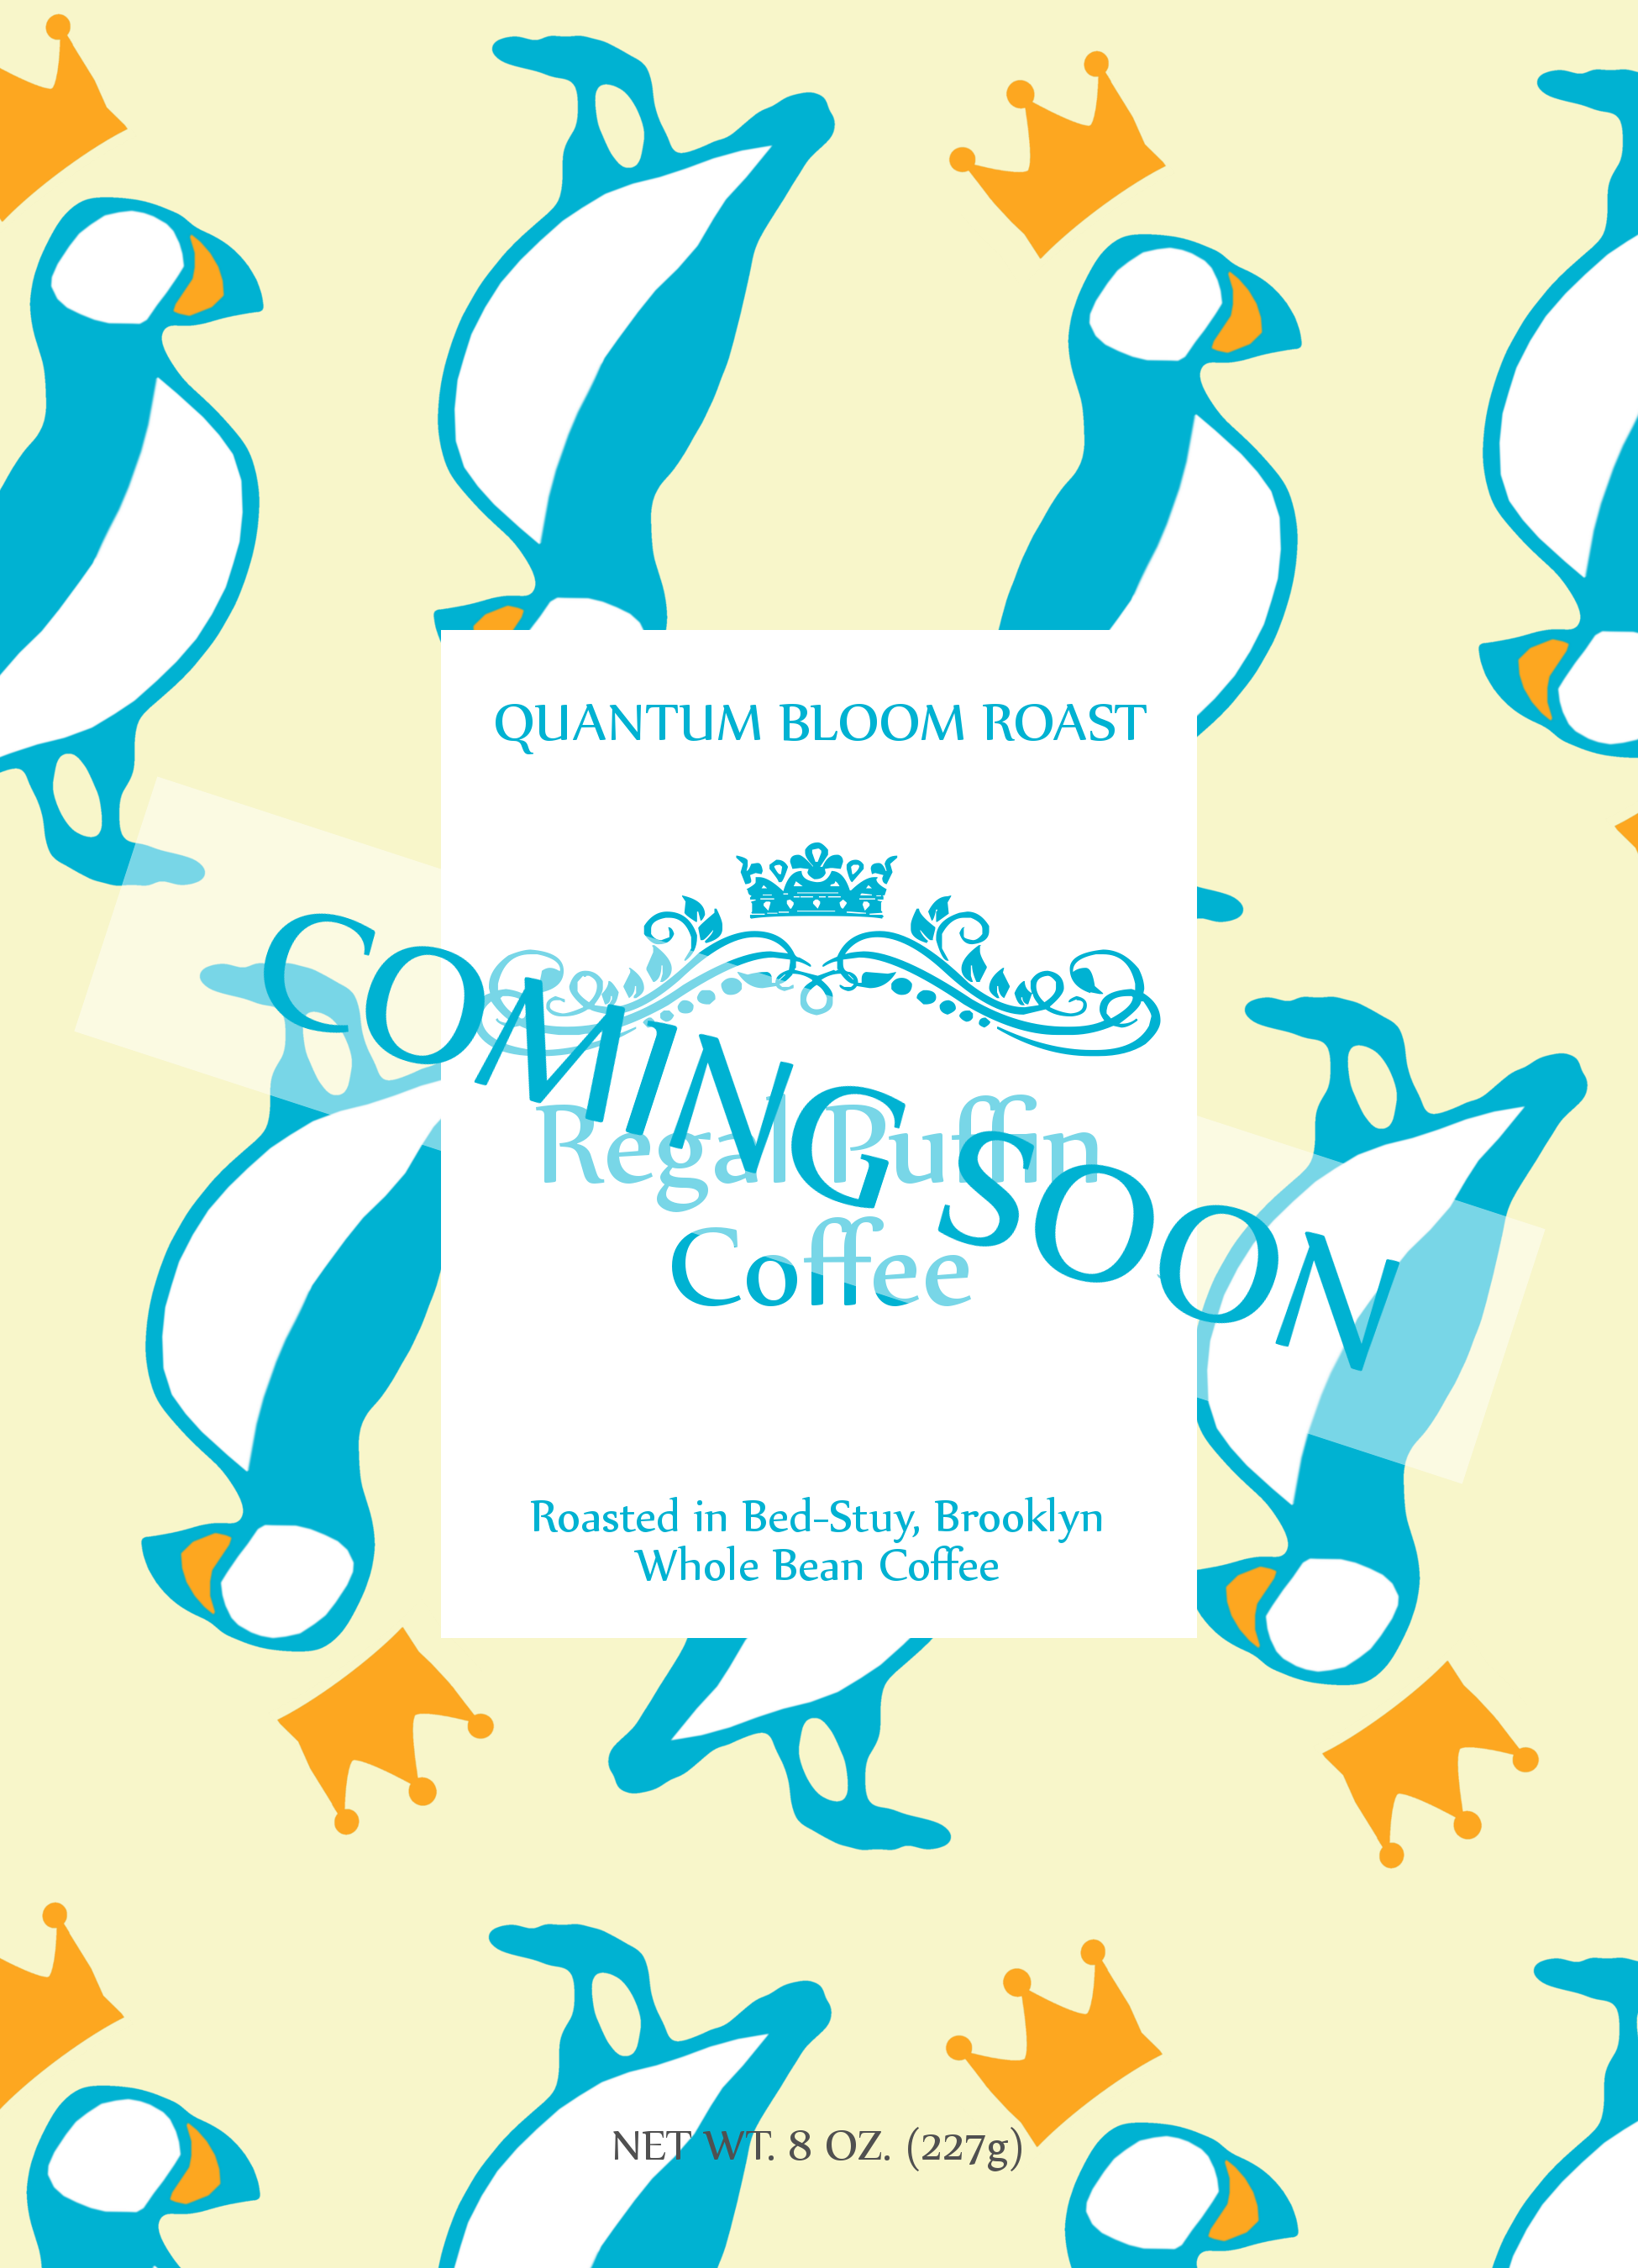 QUANTUM BLOOM ROAST
COMING SOON
Regal Puffin
Coffee
Roasted in Bed-Stuy, Brooklyn
Whole Bean Coffee
NET WT. 8 OZ. (227g)